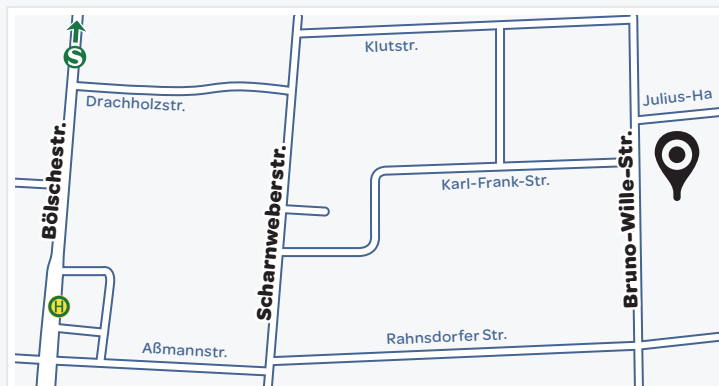 S
Klutstr.
Drachholzstr.
Julius-Ha
Bölschestr.
Scharnweberstr.
Bruno-Wille-Str.
Karl-Frank-Str.
H
Aßmannstr.
Rahnsdorfer Str.